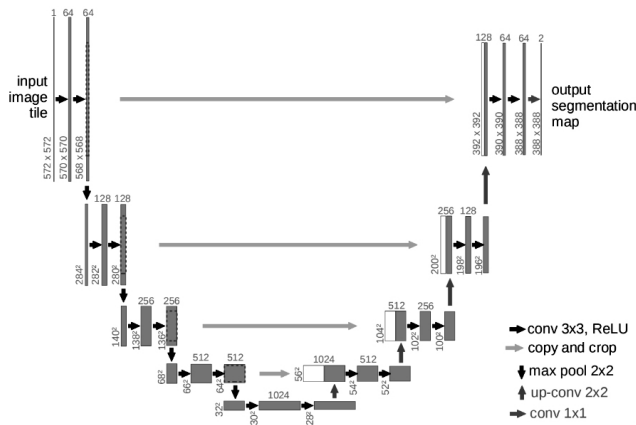 1 64 64
input
image
tile
572 x 572
570 x 570
568 x 568
128 64 64 2
output
segmentation
map
392 x 392
390 x 390
388 x 388
388 x 388
128 128
284²
282²
280²
256 128
200²
198²
196²
256 256
140²
138²
136²
512 256
104²
102²
100²
512 512
68²
66²
64²
1024 512
56²
54²
52²
1024
32²
30²
28²
conv 3x3, ReLU
copy and crop
max pool 2x2
up-conv 2x2
conv 1x1